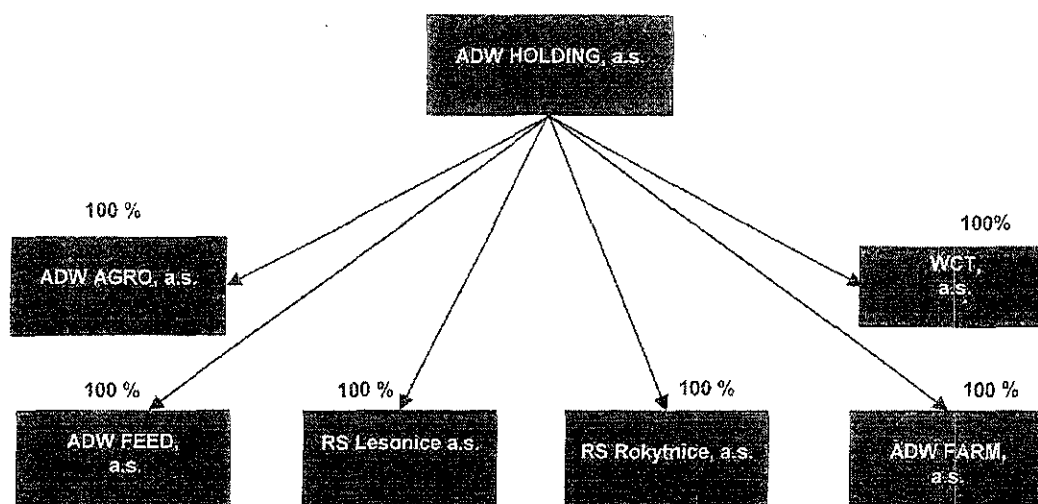 ADW HOLDING, a.s.
100 %
100%
ADW AGRO, a.s.
WCT,
a.s.
100 %
100 %
100 %
100 %
ADW FEED,
a.s.
RS Lesonice a.s.
RS Rokytnice, a.s.
ADW FARM,
a.s.